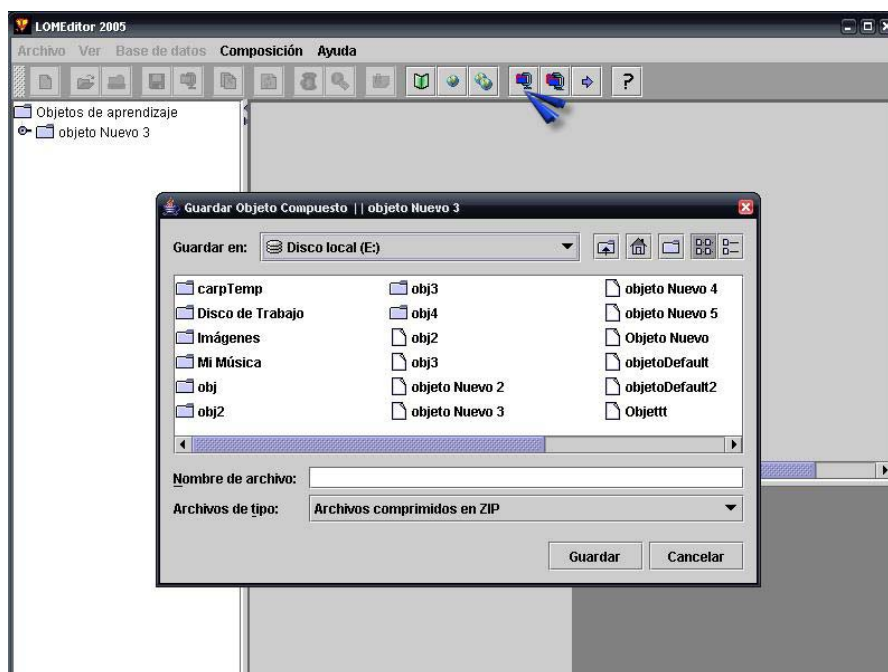 LOMEditor 2005
Archivo Ver Base de datos Composición Ayuda
?
Objetos de aprendizaje
objeto Nuevo 3
Guardar Objeto Compuesto || objeto Nuevo 3
Guardar en: Disco local (E:)
carpTemp obj3 objeto Nuevo 4
Disco de Trabajo obj4 objeto Nuevo 5
Imágenes obj2 Objeto Nuevo
Mi Música obj3 objetoDefault
obj objeto Nuevo 2 objetoDefault2
obj2 objeto Nuevo 3 Objettt
Nombre de archivo:
Archivos de tipo: Archivos comprimidos en ZIP
Guardar Cancelar